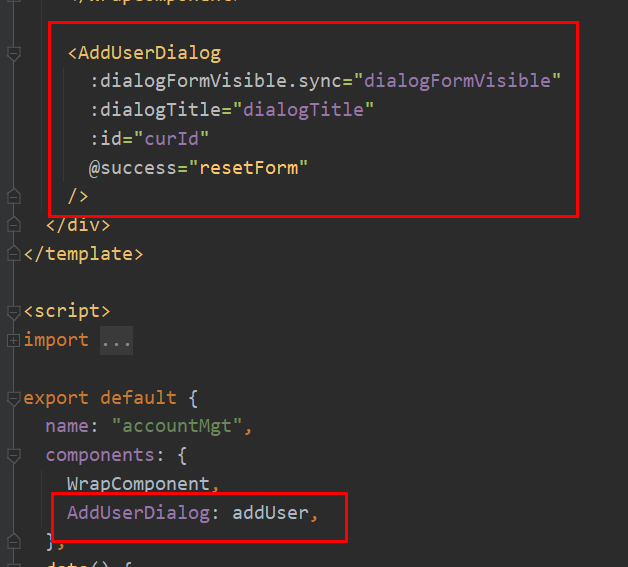 </WrapComponent>
<AddUserDialog
:dialogFormVisible.sync="dialogFormVisible"
:dialogTitle="dialogTitle"
:id="curId"
@success="resetForm"
/>
</div>
</template>
<script>
import ...
export default {
name: "accountMgt",
components: {
WrapComponent,
AddUserDialog: addUser,
},
data() {